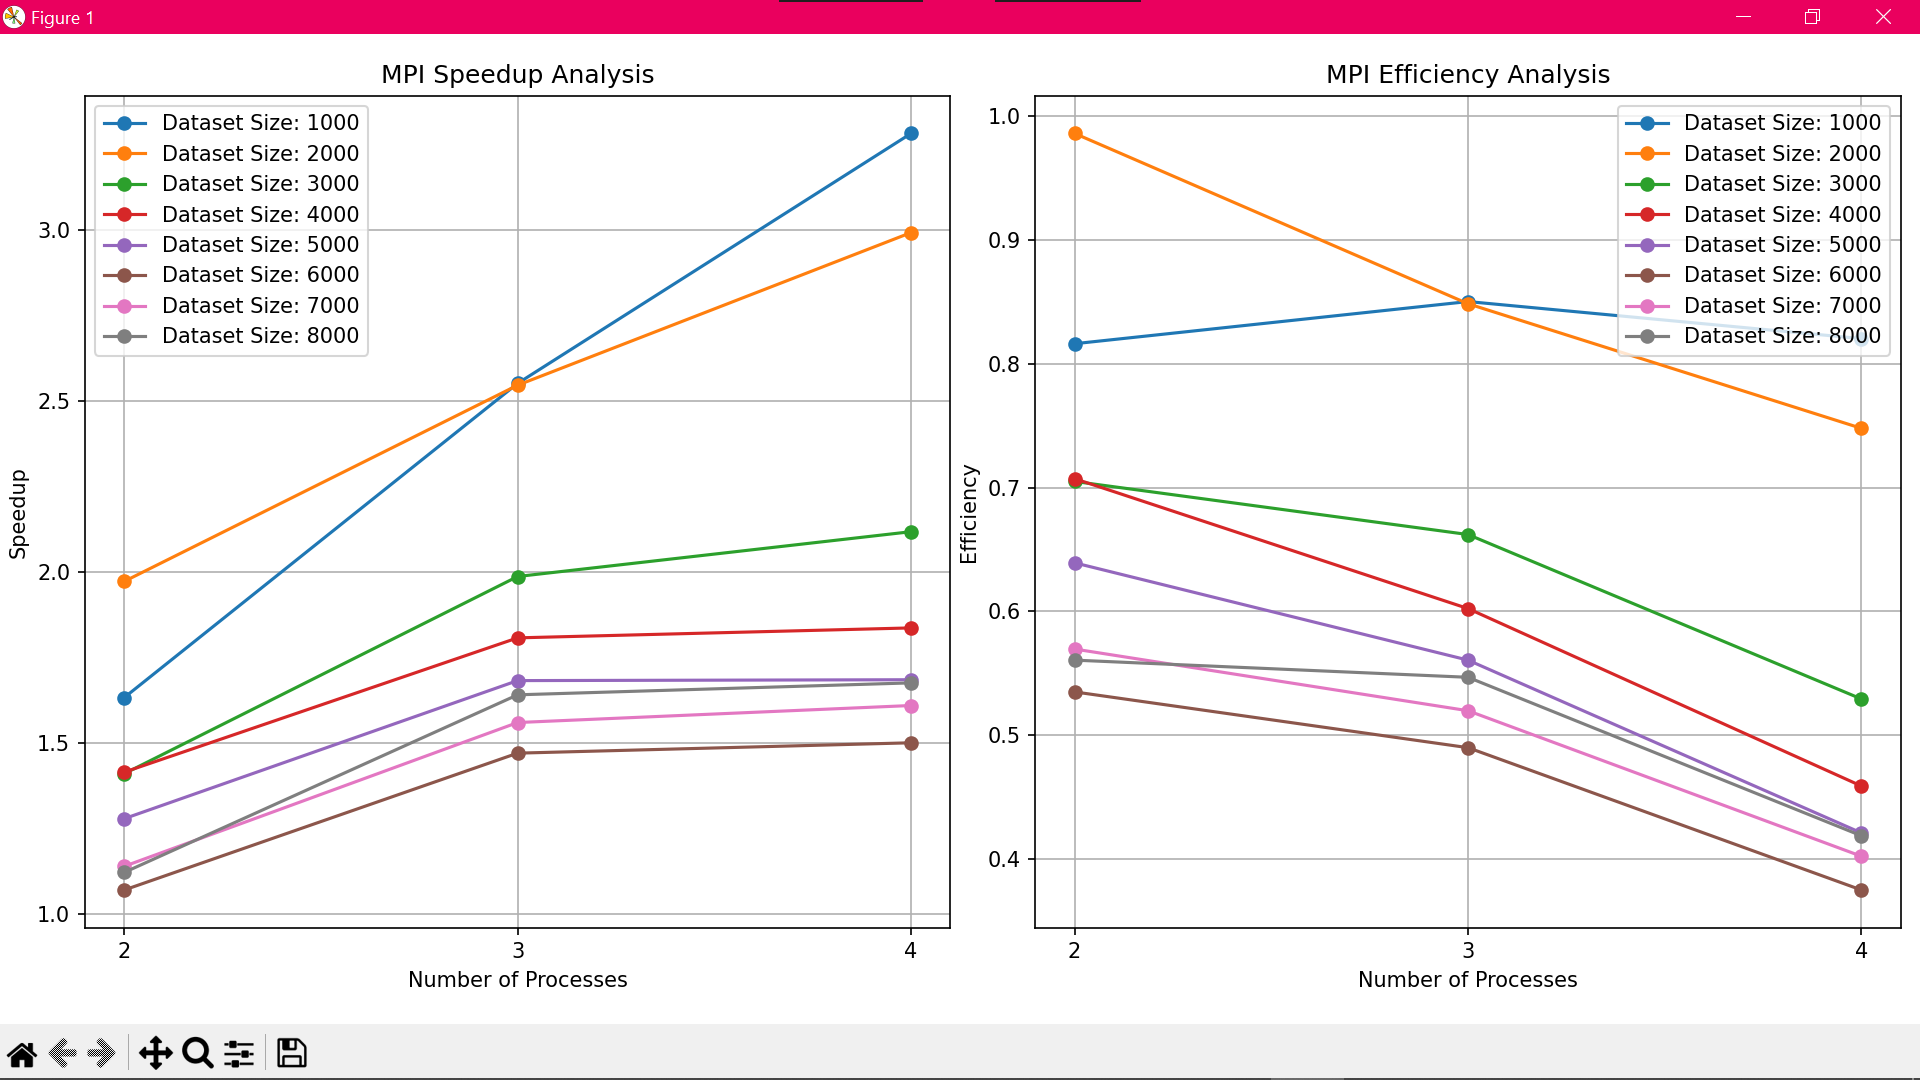 Figure 1
MPI Speedup Analysis
Dataset Size: 1000
Dataset Size: 2000
Dataset Size: 3000
Dataset Size: 4000
Dataset Size: 5000
Dataset Size: 6000
Dataset Size: 7000
Dataset Size: 8000
3.0
2.5
2.0
1.5
1.0
Speedup
2 3 4
Number of Processes
MPI Efficiency Analysis
Dataset Size: 1000
Dataset Size: 2000
Dataset Size: 3000
Dataset Size: 4000
Dataset Size: 5000
Dataset Size: 6000
Dataset Size: 7000
Dataset Size: 8000
1.0
0.9
0.8
0.7
0.6
0.5
0.4
Efficiency
2 3 4
Number of Processes